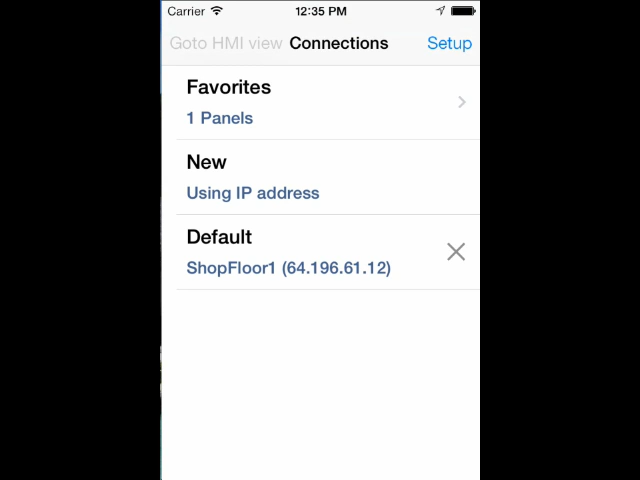 Carrier 12:35 PM
Goto HMI view Connections Setup
Favorites
1 Panels
New
Using IP address
Default
ShopFloor1 (64.196.61.12)